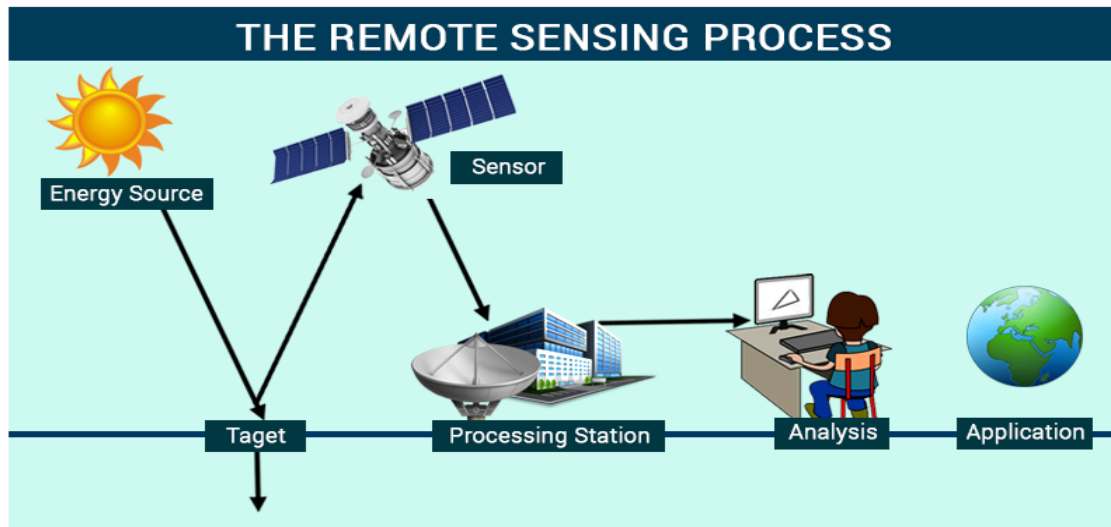 THE REMOTE SENSING PROCESS
Energy Source
Sensor
Taget
Processing Station
Analysis
Application